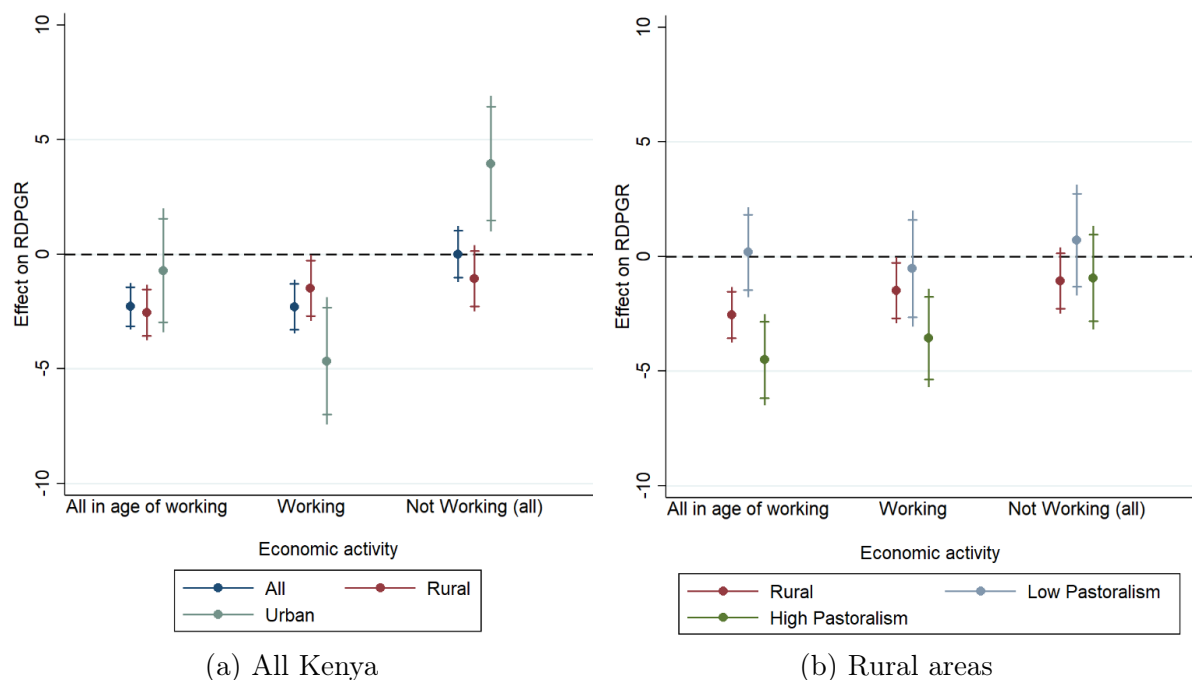 10
5
0
-5
-10
Effect on RDPGR
All in age of working Working Not Working (all)
Economic activity
All Rural
Urban
(a) All Kenya
10
5
0
-5
-10
Effect on RDPGR
All in age of working Working Not Working (all)
Economic activity
Rural Low Pastoralism
High Pastoralism
(b) Rural areas